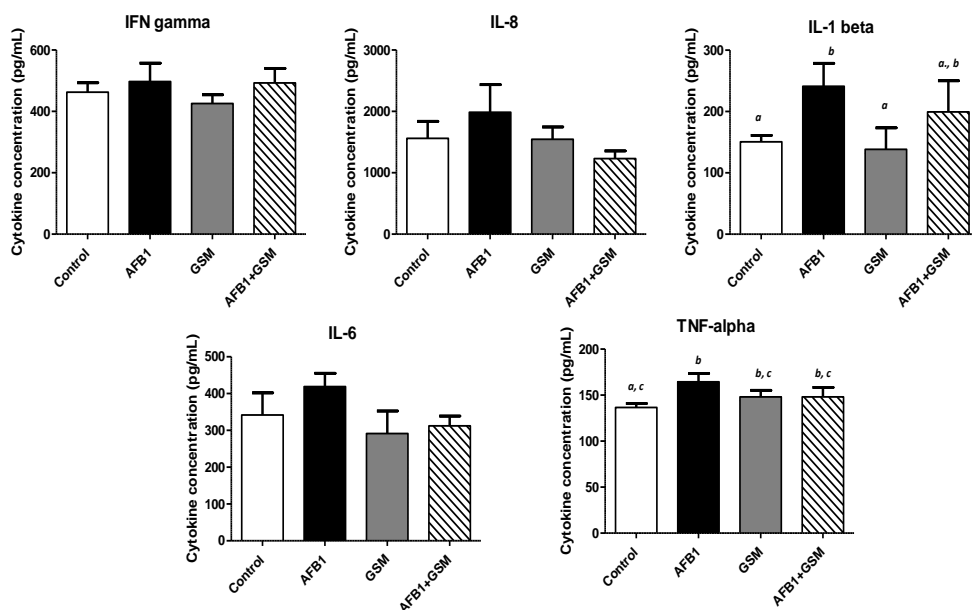 IFN gamma
Cytokine concentration (pg/mL)
600
400
200
0
Control
AFB1
GSM
AFB1+GSM
IL-8
Cytokine concentration (pg/mL)
3000
2000
1000
0
Control
AFB1
GSM
AFB1+GSM
IL-1 beta
Cytokine concentration (pg/mL)
300
200
100
0
a
b
a
a., b
Control
AFB1
GSM
AFB1+GSM
IL-6
Cytokine concentration (pg/mL)
500
400
300
200
100
0
Control
AFB1
GSM
AFB1+GSM
TNF-alpha
Cytokine concentration (pg/mL)
200
150
100
50
0
a, c
b
b, c
b, c
Control
AFB1
GSM
AFB1+GSM